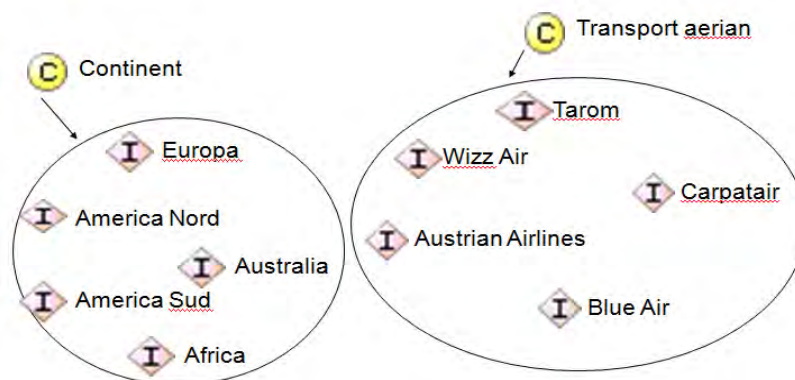 C Continent
I Europa
I America Nord
I Australia
I America Sud
I Africa
C Transport aerian
I Tarom
I Wizz Air
I Carpatair
I Austrian Airlines
I Blue Air